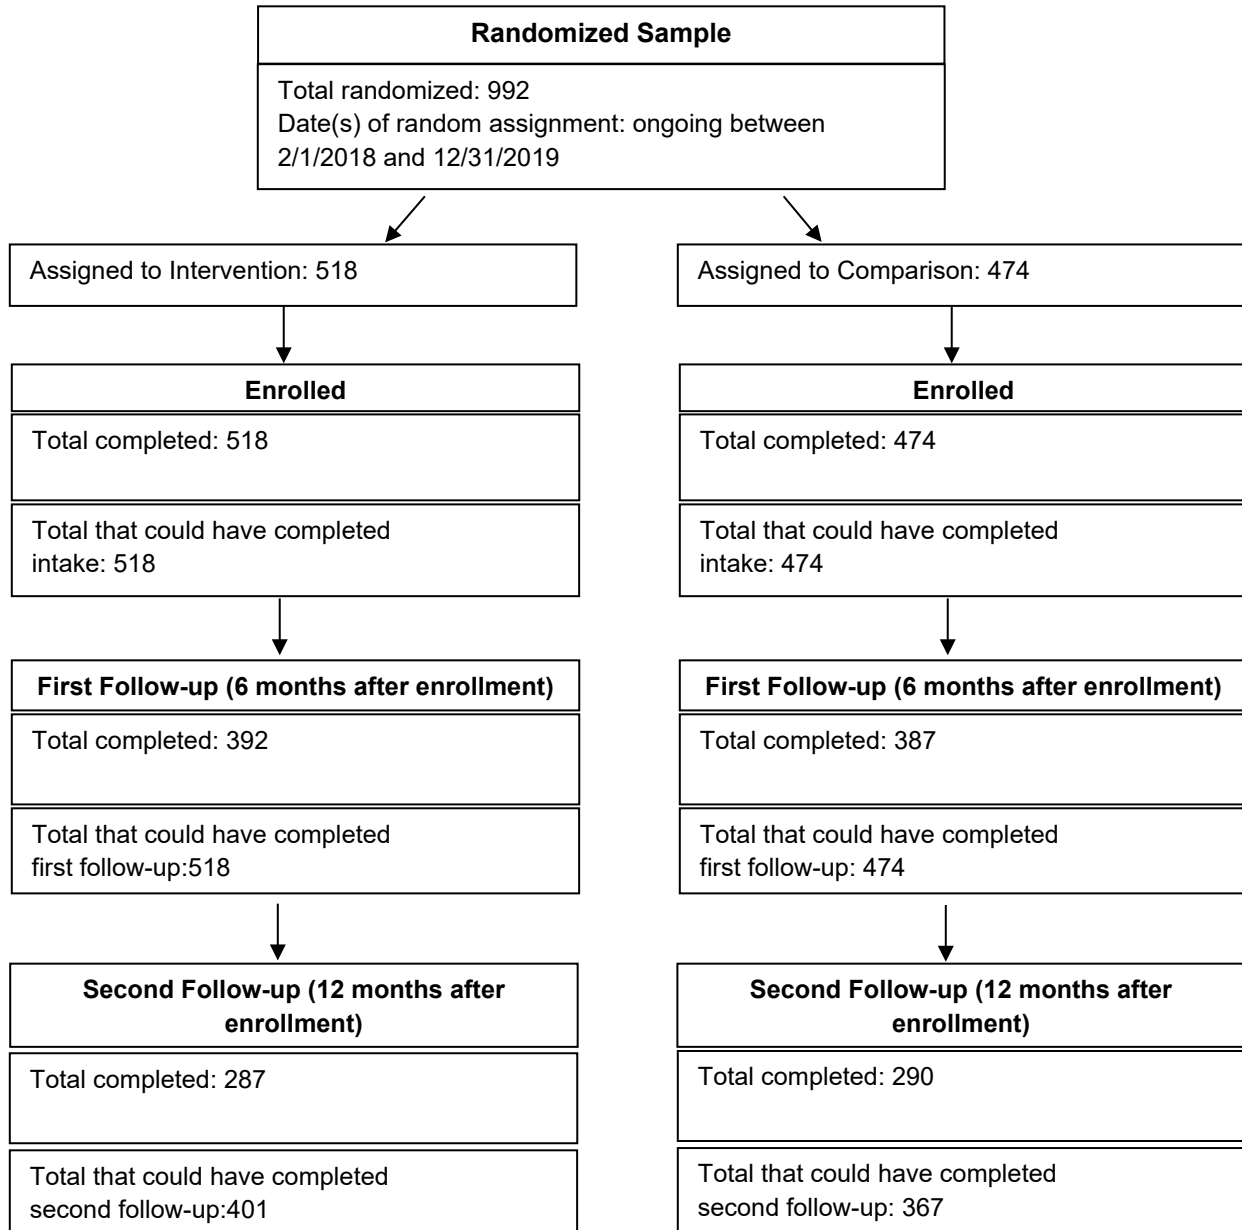 Randomized Sample
Total randomized: 992
Date(s) of random assignment: ongoing between
2/1/2018 and 12/31/2019
Assigned to Intervention: 518
Assigned to Comparison: 474
Enrolled
Total completed: 518
Total that could have completed
intake: 518
Enrolled
Total completed: 474
Total that could have completed
intake: 474
First Follow-up (6 months after enrollment)
Total completed: 392
Total that could have completed
first follow-up:518
First Follow-up (6 months after enrollment)
Total completed: 387
Total that could have completed
first follow-up: 474
Second Follow-up (12 months after
enrollment)
Total completed: 287
Total that could have completed
second follow-up:401
Second Follow-up (12 months after
enrollment)
Total completed: 290
Total that could have completed
second follow-up: 367